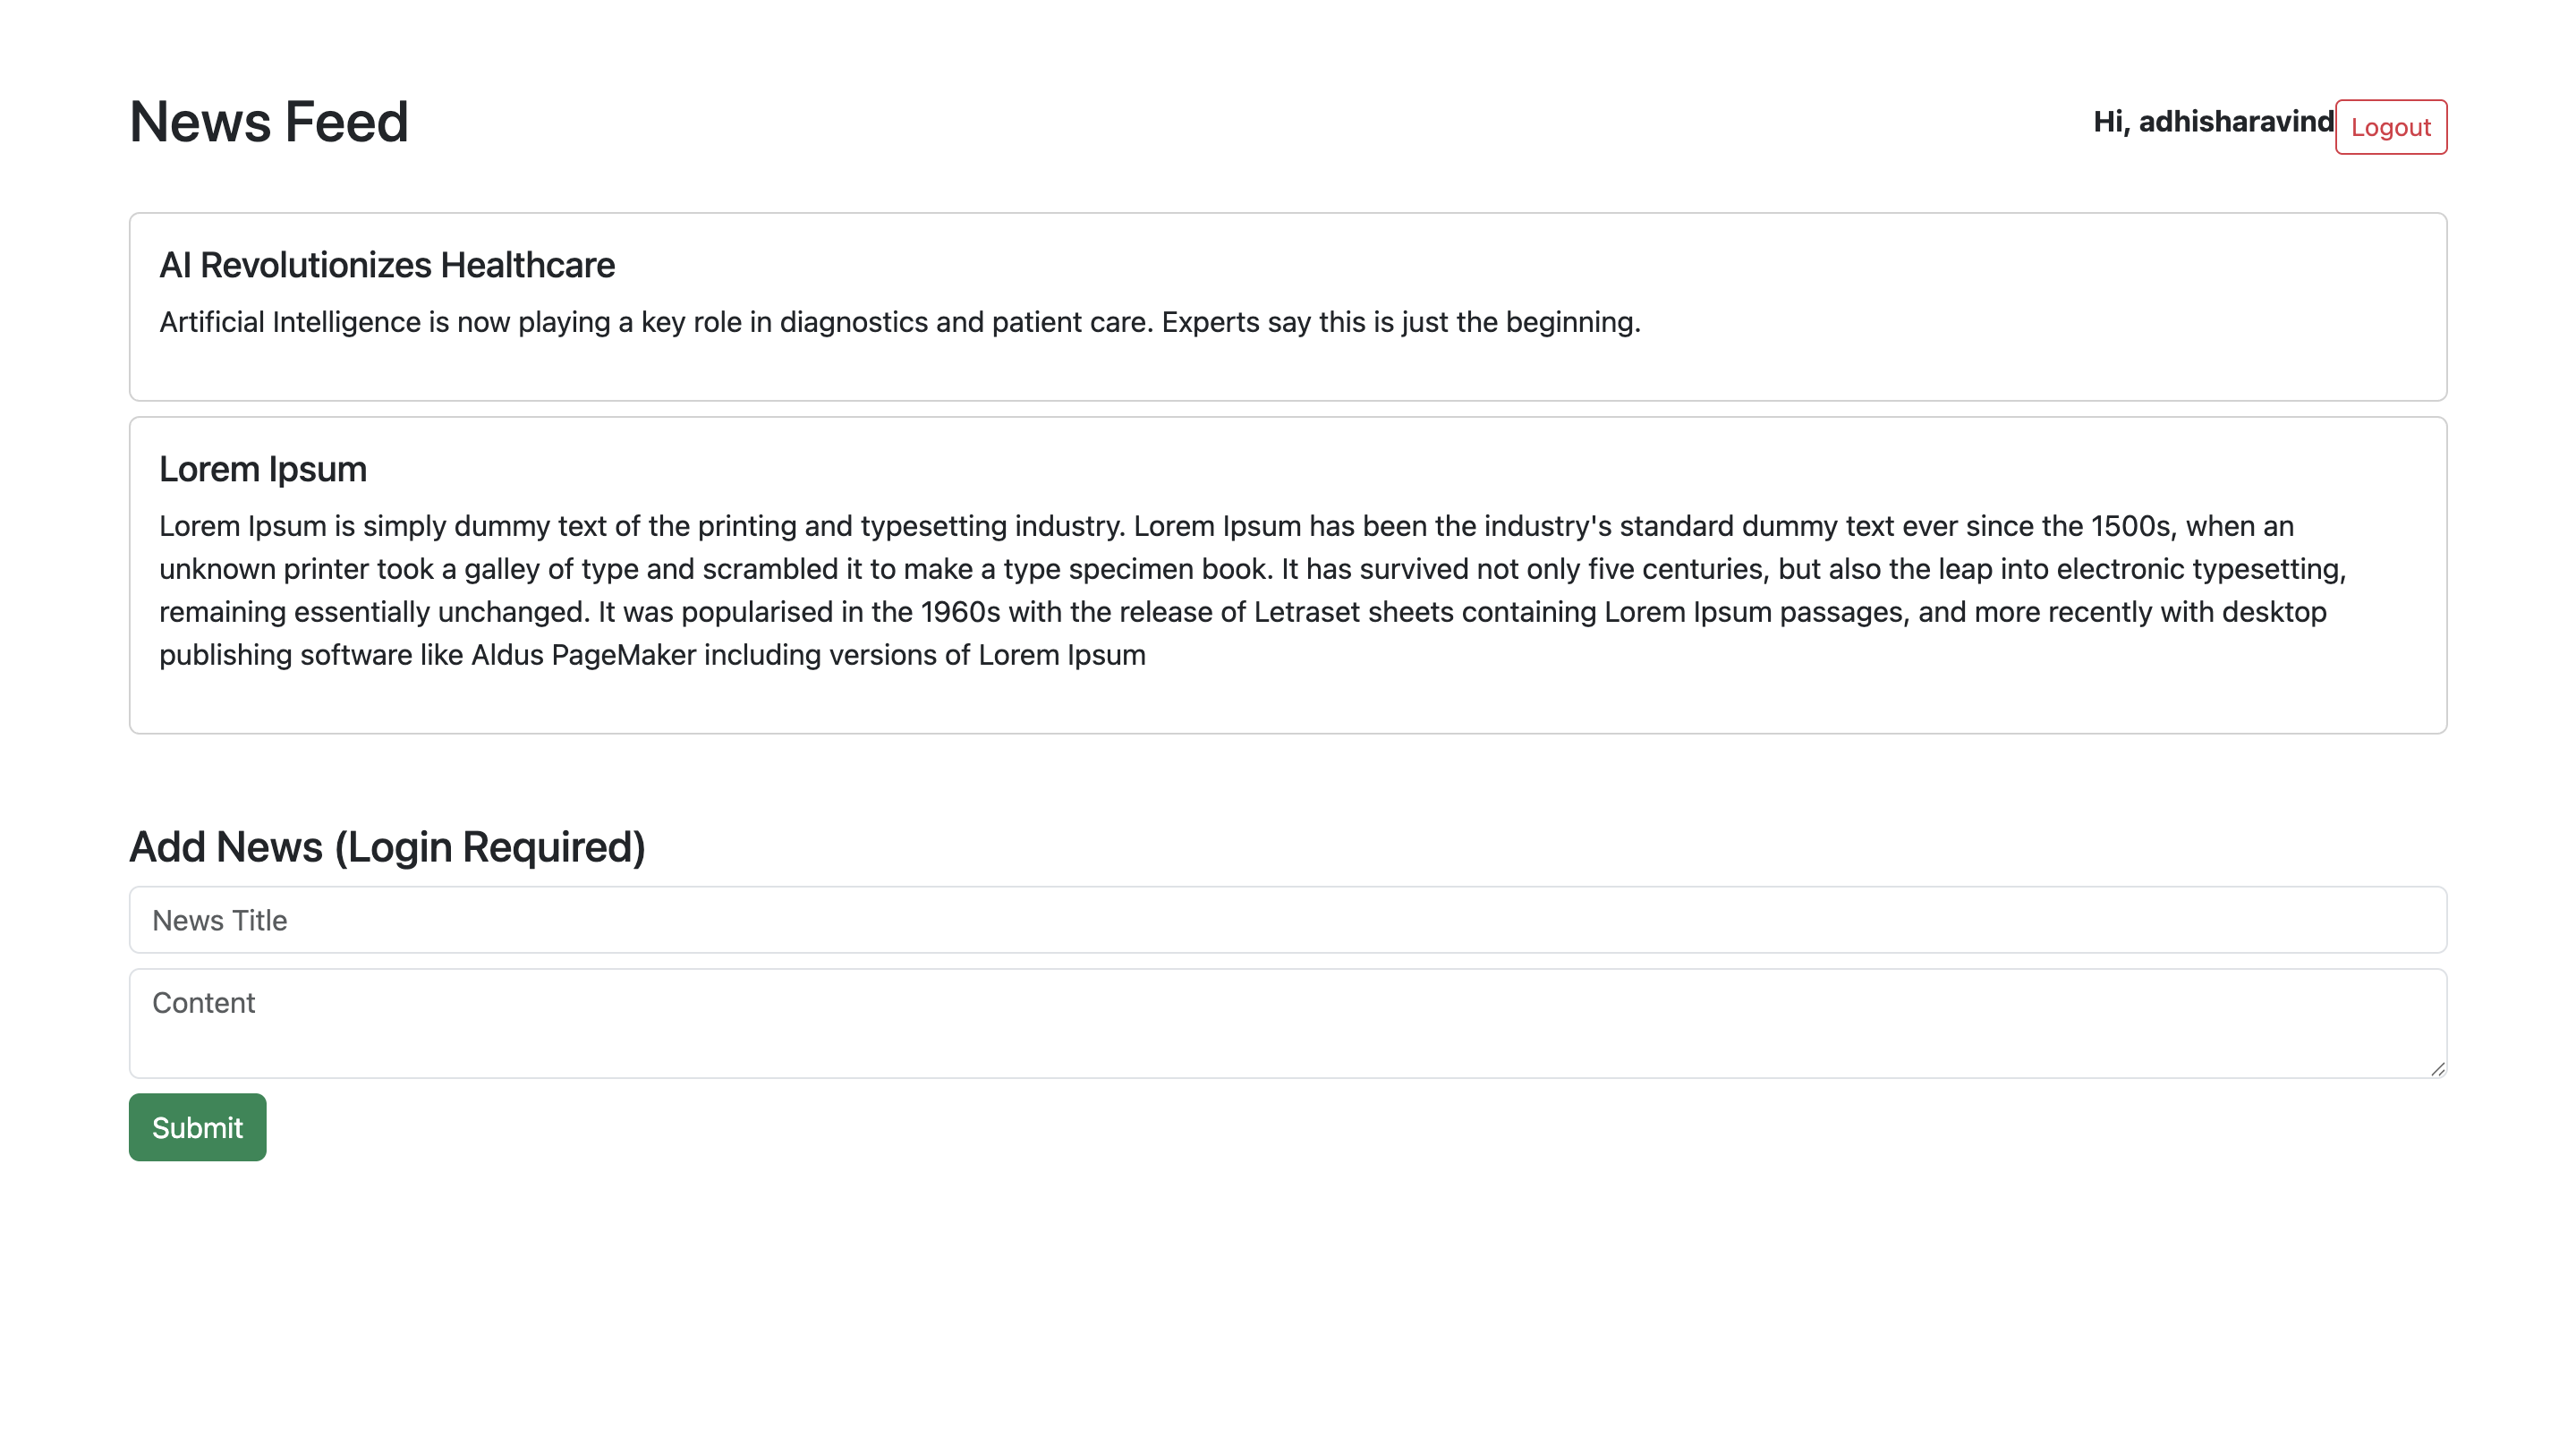 News Feed
Hi, adhisharavind
Logout
AI Revolutionizes Healthcare
Artificial Intelligence is now playing a key role in diagnostics and patient care. Experts say this is just the beginning.
Lorem Ipsum
Lorem Ipsum is simply dummy text of the printing and typesetting industry. Lorem Ipsum has been the industry's standard dummy text ever since the 1500s, when an
unknown printer took a galley of type and scrambled it to make a type specimen book. It has survived not only five centuries, but also the leap into electronic typesetting,
remaining essentially unchanged. It was popularised in the 1960s with the release of Letraset sheets containing Lorem Ipsum passages, and more recently with desktop
publishing software like Aldus PageMaker including versions of Lorem Ipsum
Add News (Login Required)
News Title
Content
Submit